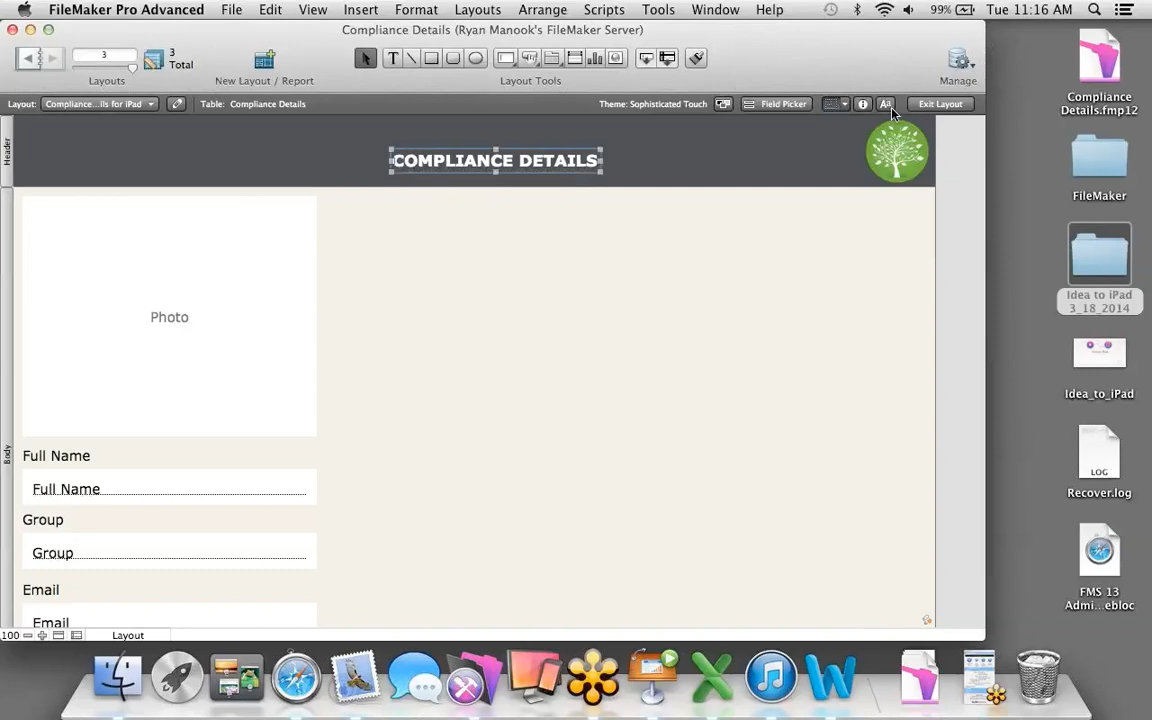 FileMaker Pro Advanced File Edit View Insert Format Layouts Arrange Scripts Tools Window Help 99% Tue 11:16 AM
Compliance Details (Ryan Manook's FileMaker Server)
3
3
Total
T
Layouts New Layout / Report Layout Tools Manage
Layout: Compliance...ls for iPad Table: Compliance Details Theme: Sophisticated Touch Field Picker Aa Exit Layout
Header
COMPLIANCE DETAILS
Body
Photo
Full Name
Full Name
Group
Group
Email
Email
100 Layout
Compliance
Details.fmp12
FileMaker
Idea to iPad
3_18_2014
Idea_to_iPad
LOG
Recover.log
FMS 13
Admi...ebloc